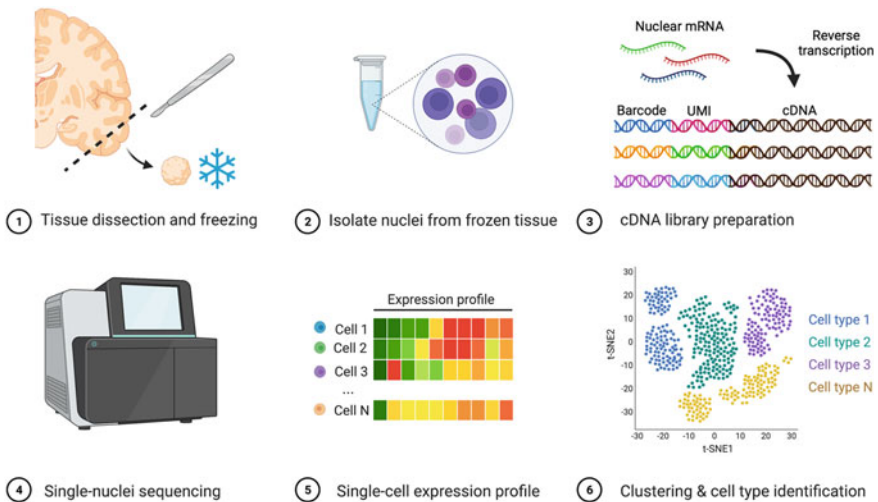 Nuclear mRNA
Reverse
transcription
Barcode UMI cDNA
1 Tissue dissection and freezing
2 Isolate nuclei from frozen tissue
3 cDNA library preparation
Expression profile
Cell 1
Cell 2
Cell 3
...
Cell N
30
20
10
0
-10
-20
-30
t-SNE2
-30 -20 -10 0 10 20 30
t-SNE1
Cell type 1
Cell type 2
Cell type 3
Cell type N
4 Single-nuclei sequencing
5 Single-cell expression profile
6 Clustering & cell type identification